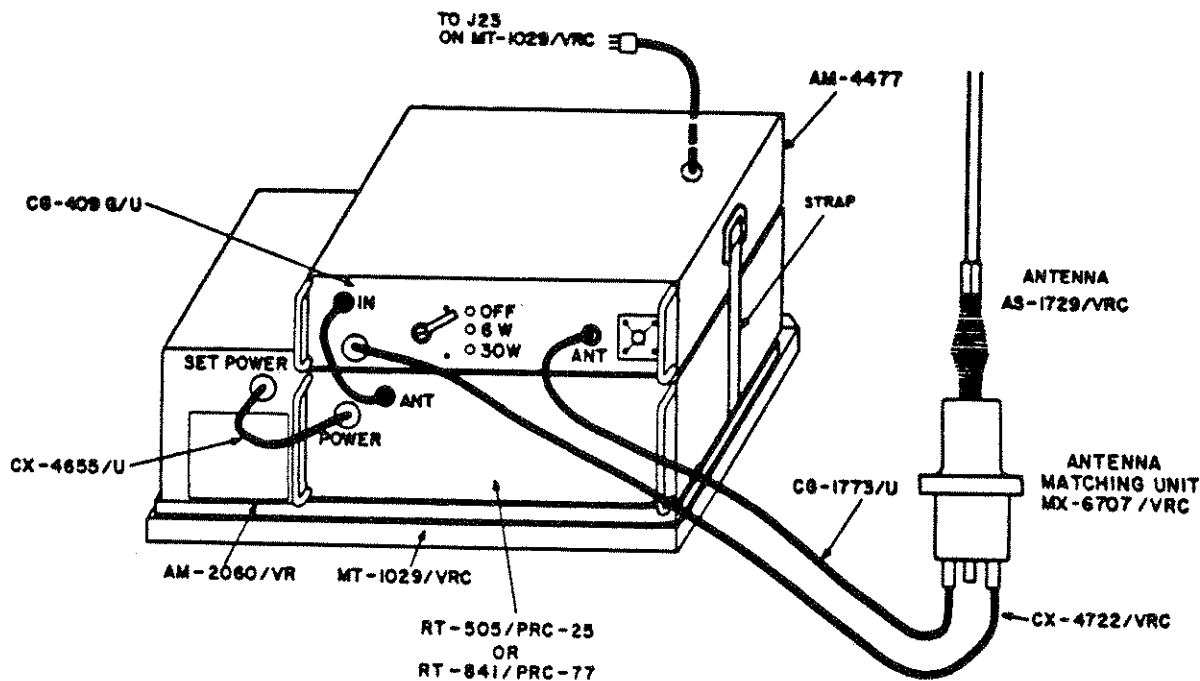 TO J23
ON MT-1029/VRC
AM-4477
CG-409 G/U
STRAP
ANTENNA
AS-1729/VRC
IN
OFF
6 W
30W
ANT
SET POWER
ANT
POWER
CX-4655/U
ANTENNA
MATCHING UNIT
MX-6707/VRC
CG-1773/U
AM-2060/VR
MT-1029/VRC
CX-4722/VRC
RT-505/PRC-25
OR
RT-841/PRC-77